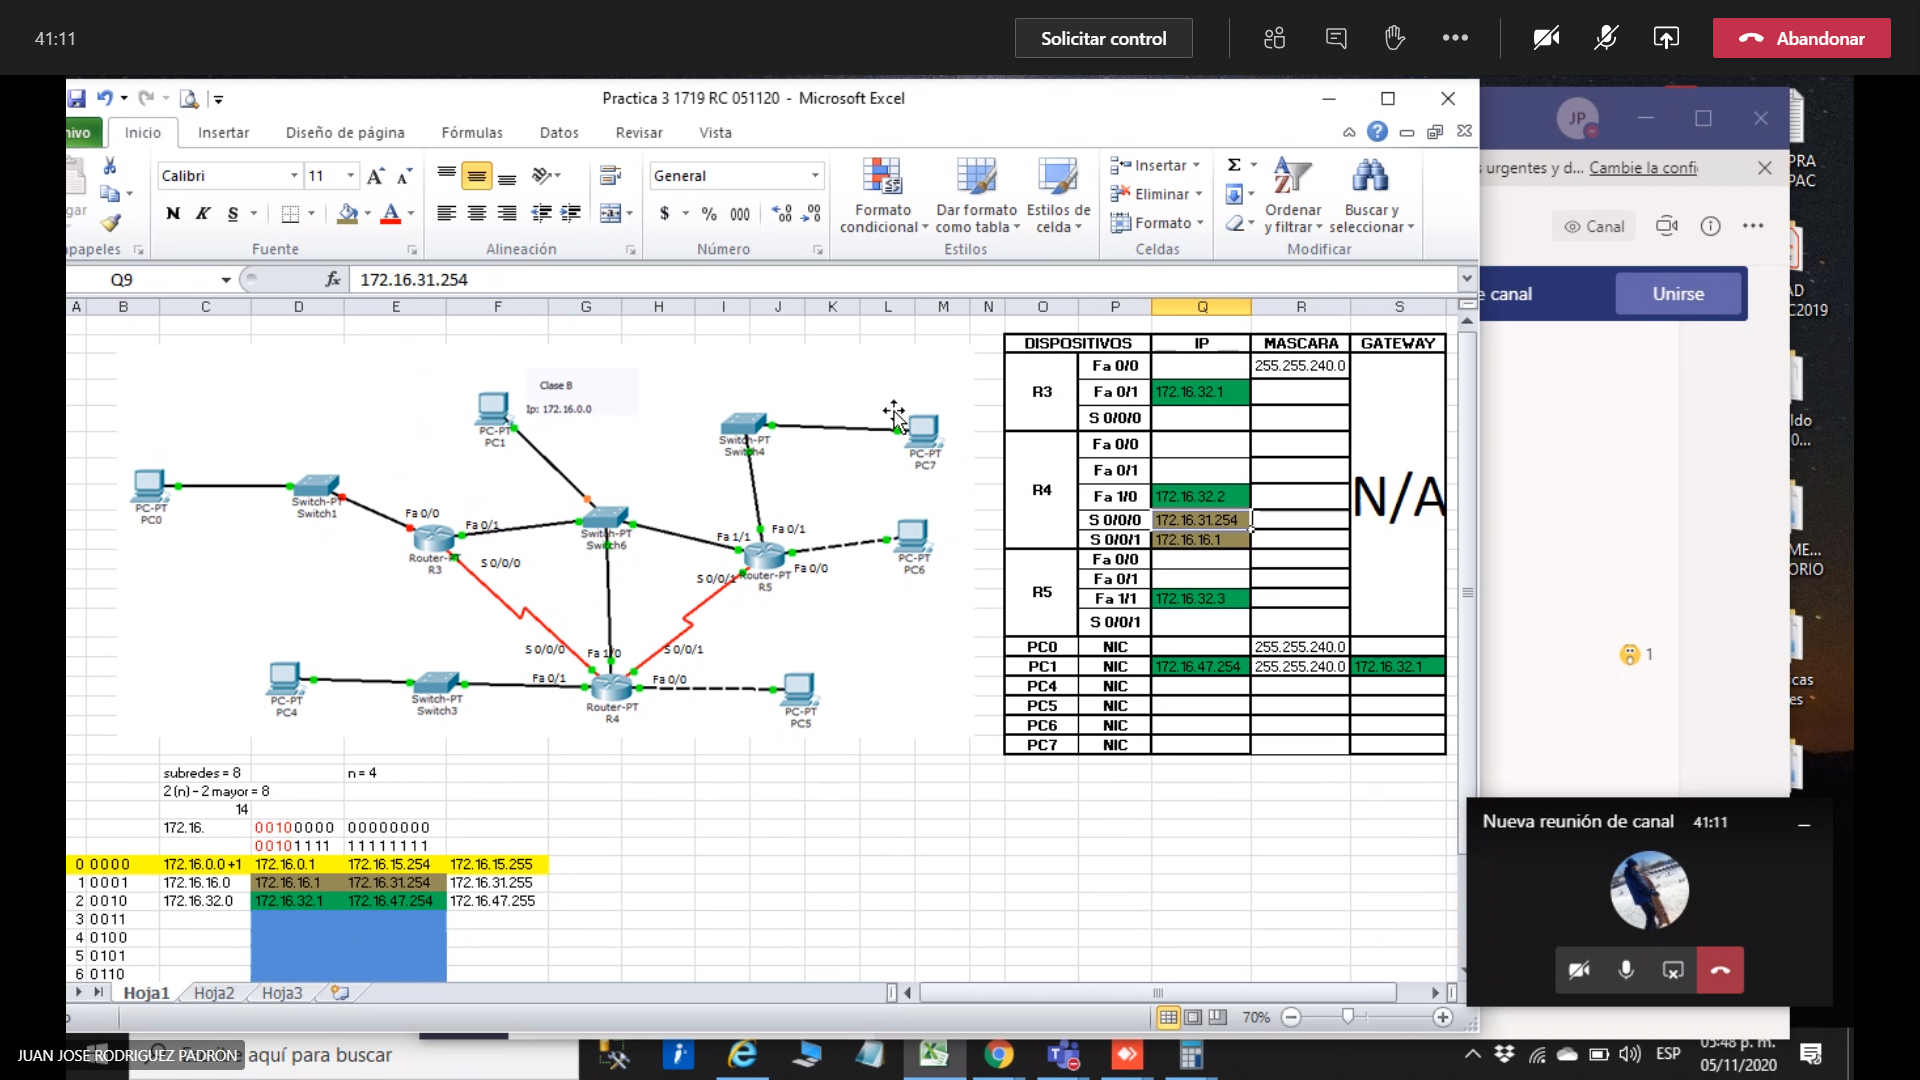 41:11
Solicitar control
Abandonar
Practica 3 1719 RC 051120 - Microsoft Excel
JP
Inicio
Insertar
Diseño de página
Fórmulas
Datos
Revisar
Vista
Calibri
11
General
N K S
$ % 000
Formato condicional
Dar formato como tabla
Estilos de celda
Insertar
Eliminar
Formato
Ordenar y filtrar
Buscar y seleccionar
Fuente
Alineación
Número
Estilos
Celdas
Modificar
urgentes y d... Cambie la confi
Canal
canal
Unirse
Q9
fx
172.16.31.254
A B C D E F G H I J K L M N O P Q R S
Clase B
Ip: 172.16.0.0
PC-PT
PC1
Switch-PT
Switch4
PC-PT
PC7
PC-PT
PC0
Switch-PT
Switch1
Fa 0/0
Fa 0/1
Router-PT
R3
S 0/0/0
Switch-PT
Switch6
Fa 1/1
Fa 0/1
S 0/0/1
Router-PT
R5
Fa 0/0
PC-PT
PC6
S 0/0/0
Fa 1/0
S 0/0/1
PC-PT
PC4
Switch-PT
Switch3
Fa 0/1
Router-PT
R4
Fa 0/0
PC-PT
PC5
DISPOSITIVOS IP MASCARA GATEWAY
R3 Fa 0/0 255.255.240.0
Fa 0/1 172.16.32.1
S 0/0/0
R4 Fa 0/0
Fa 0/1
Fa 1/0 172.16.32.2
S 0/0/0 172.16.31.254
S 0/0/1 172.16.16.1
N/A
R5 Fa 0/0
Fa 0/1
Fa 1/1 172.16.32.3
S 0/0/1
PC0 NIC 255.255.240.0
PC1 NIC 172.16.47.254 255.255.240.0 172.16.32.1
PC4 NIC
PC5 NIC
PC6 NIC
PC7 NIC
subredes = 8 n = 4
2 (n) - 2 mayor = 8
14
172.16. 00100000 00000000
00101111 11111111
0 0000 172.16.0.0 +1 172.16.0.1 172.16.15.254 172.16.15.255
1 0001 172.16.16.0 172.16.16.1 172.16.31.254 172.16.31.255
2 0010 172.16.32.0 172.16.32.1 172.16.47.254 172.16.47.255
3 0011
4 0100
5 0101
6 0110
Hoja1 Hoja2 Hoja3
70%
1
Nueva reunión de canal 41:11
JUAN JOSE RODRIGUEZ PADRON
aquí para buscar
ESP
05:48 p. m.
05/11/2020